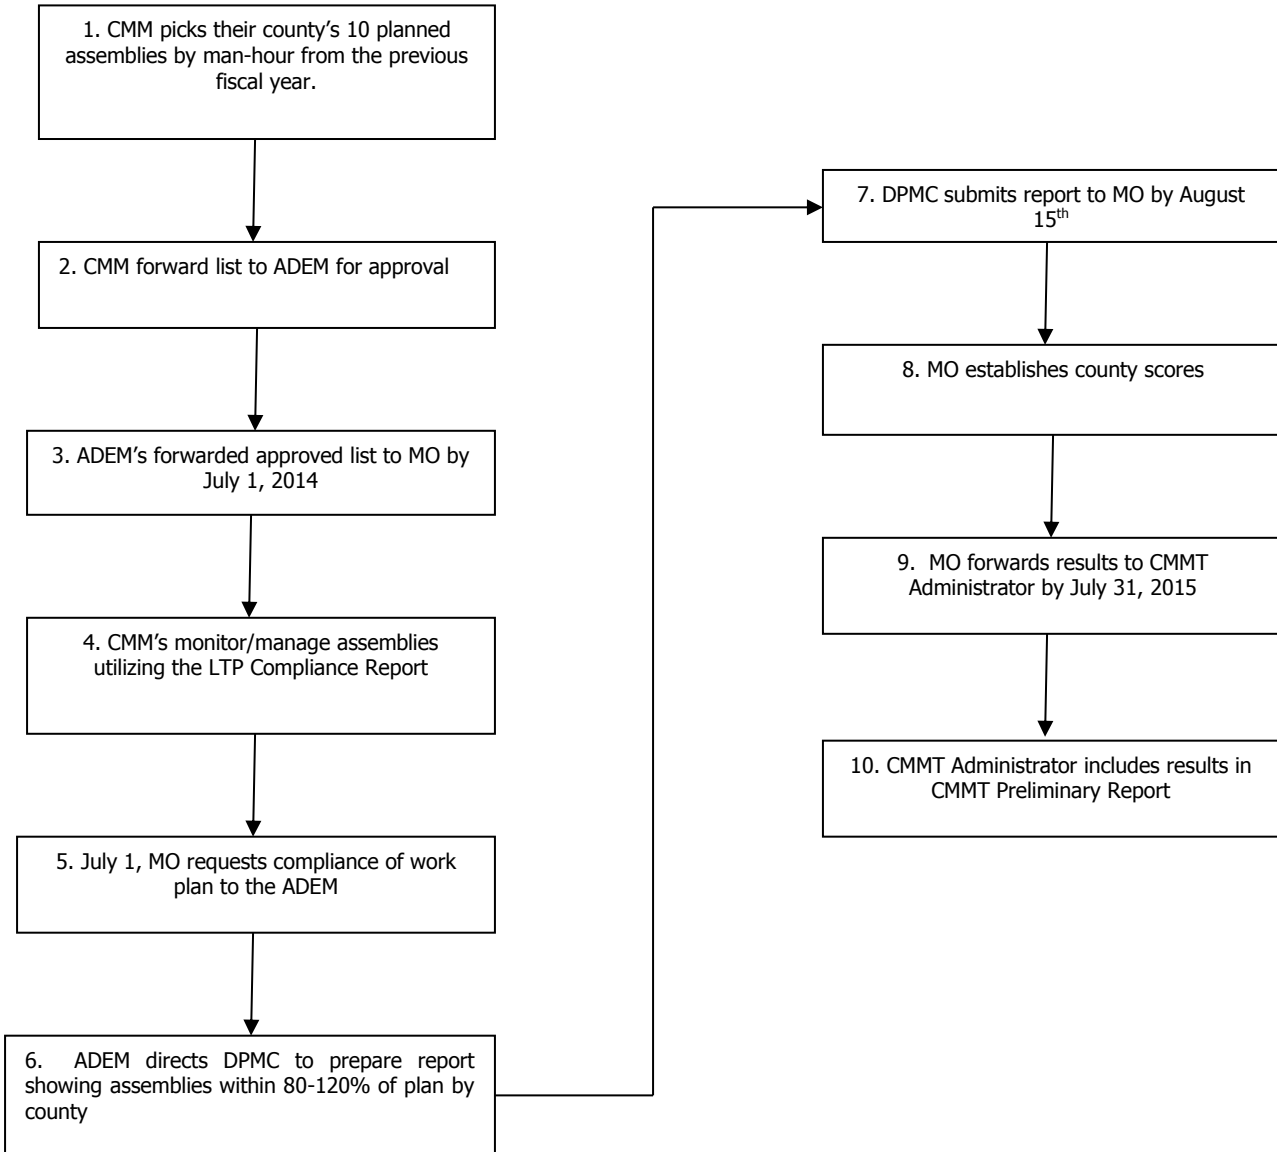 1. CMM picks their county’s 10 planned
assemblies by man-hour from the previous
fiscal year.
2. CMM forward list to ADEM for approval
3. ADEM’s forwarded approved list to MO by
July 1, 2014
4. CMM’s monitor/manage assemblies
utilizing the LTP Compliance Report
5. July 1, MO requests compliance of work
plan to the ADEM
6. ADEM directs DPMC to prepare report
showing assemblies within 80-120% of plan by
county
7. DPMC submits report to MO by August
15th
8. MO establishes county scores
9. MO forwards results to CMMT
Administrator by July 31, 2015
10. CMMT Administrator includes results in
CMMT Preliminary Report